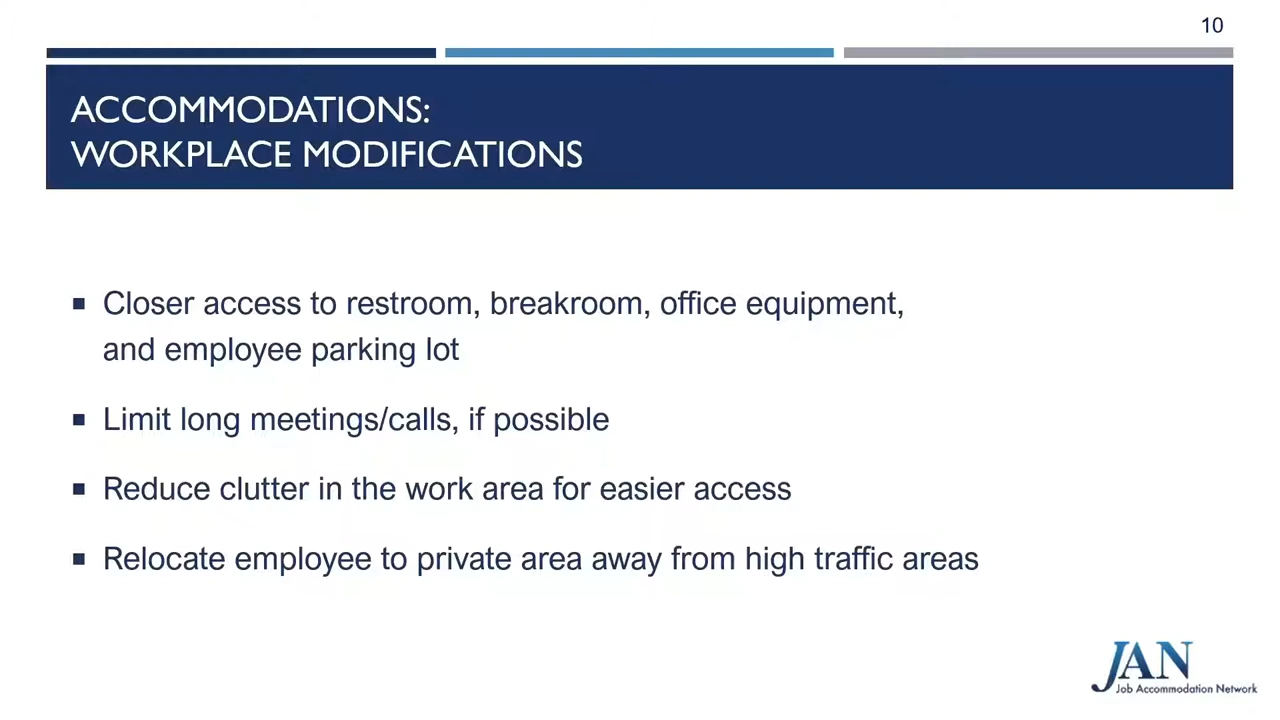 10
ACCOMMODATIONS:
WORKPLACE MODIFICATIONS
▪ Closer access to restroom, breakroom, office equipment,
and employee parking lot
▪ Limit long meetings/calls, if possible
▪ Reduce clutter in the work area for easier access
▪ Relocate employee to private area away from high traffic areas
JAN
Job Accommodation Network